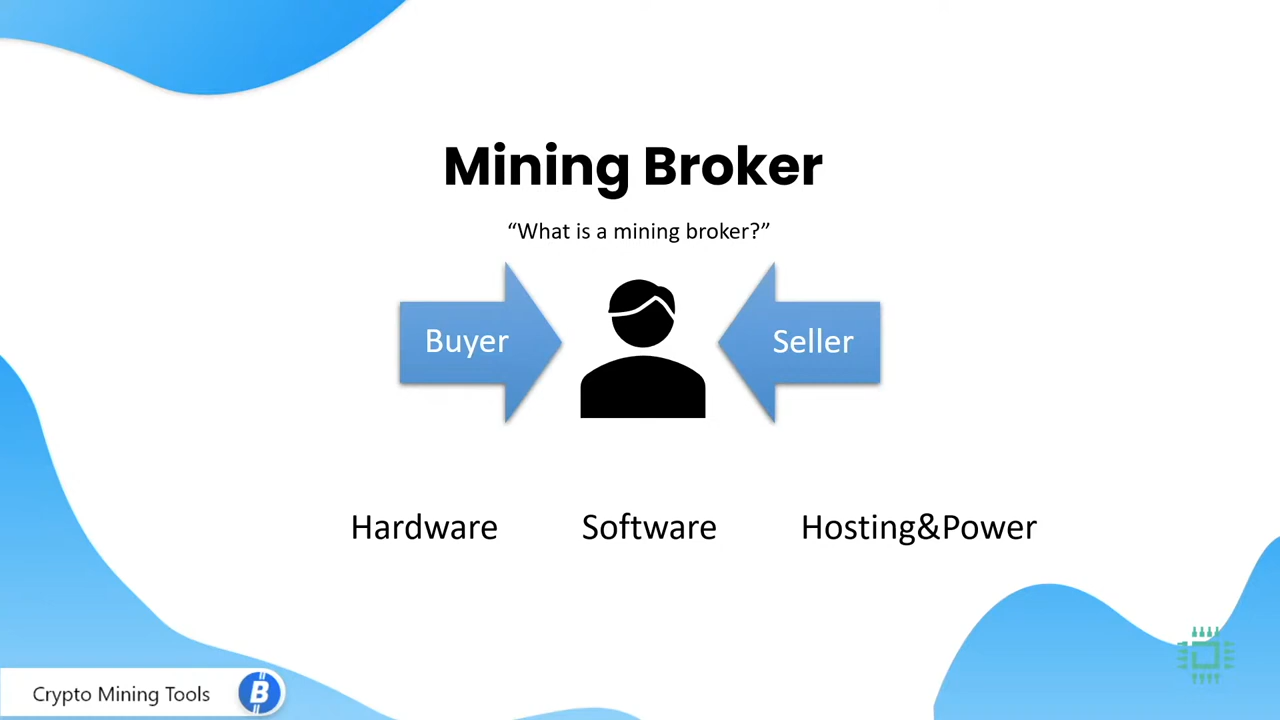 Mining Broker
“What is a mining broker?”
Buyer
Seller
Hardware Software Hosting&Power
Crypto Mining Tools